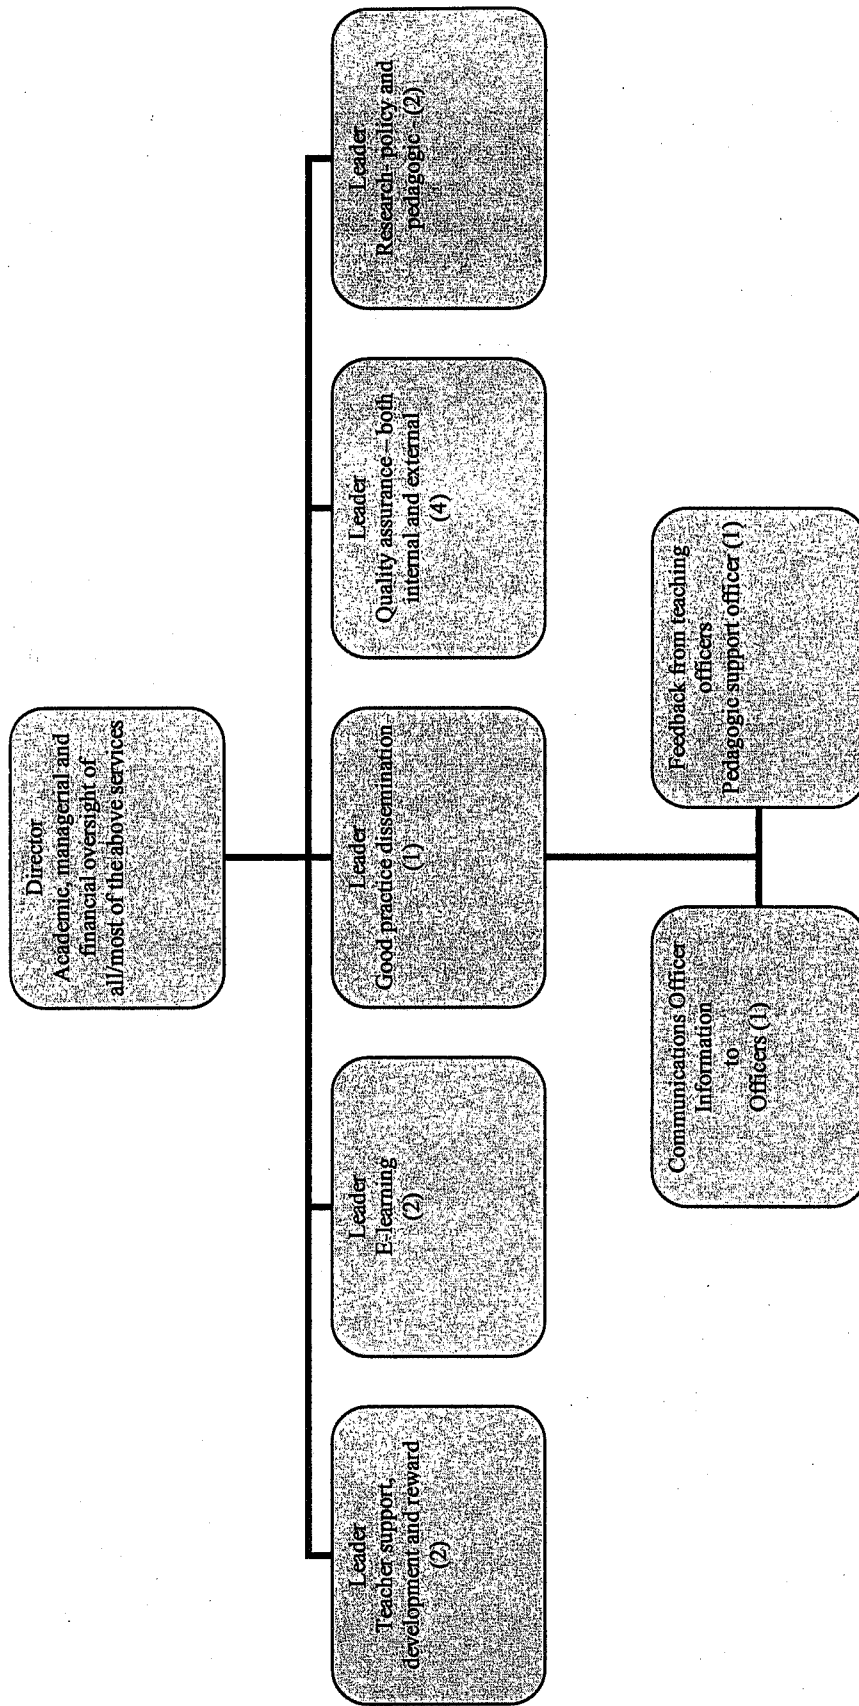 Director
Academic, managerial and
financial oversight of
all/most of the above services
Leader
Teacher support,
development and reward
(2)
Leader
E-learning
(2)
Leader
Good practice dissemination
(1)
Leader
Quality assurance – both
internal and external
(4)
Leader
Research- policy and
pedagogic (2)
Communications Officer
Information
to
Officers (1)
Feedback from teaching
officers
Pedagogic support officer (1)